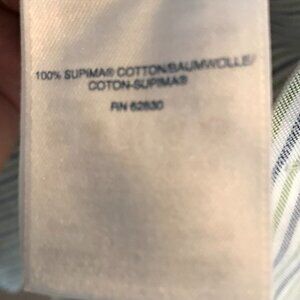 100% SUPIMA® COTTON/BAUMWOLLE/
COTON-SUPIMA®
RN 62830